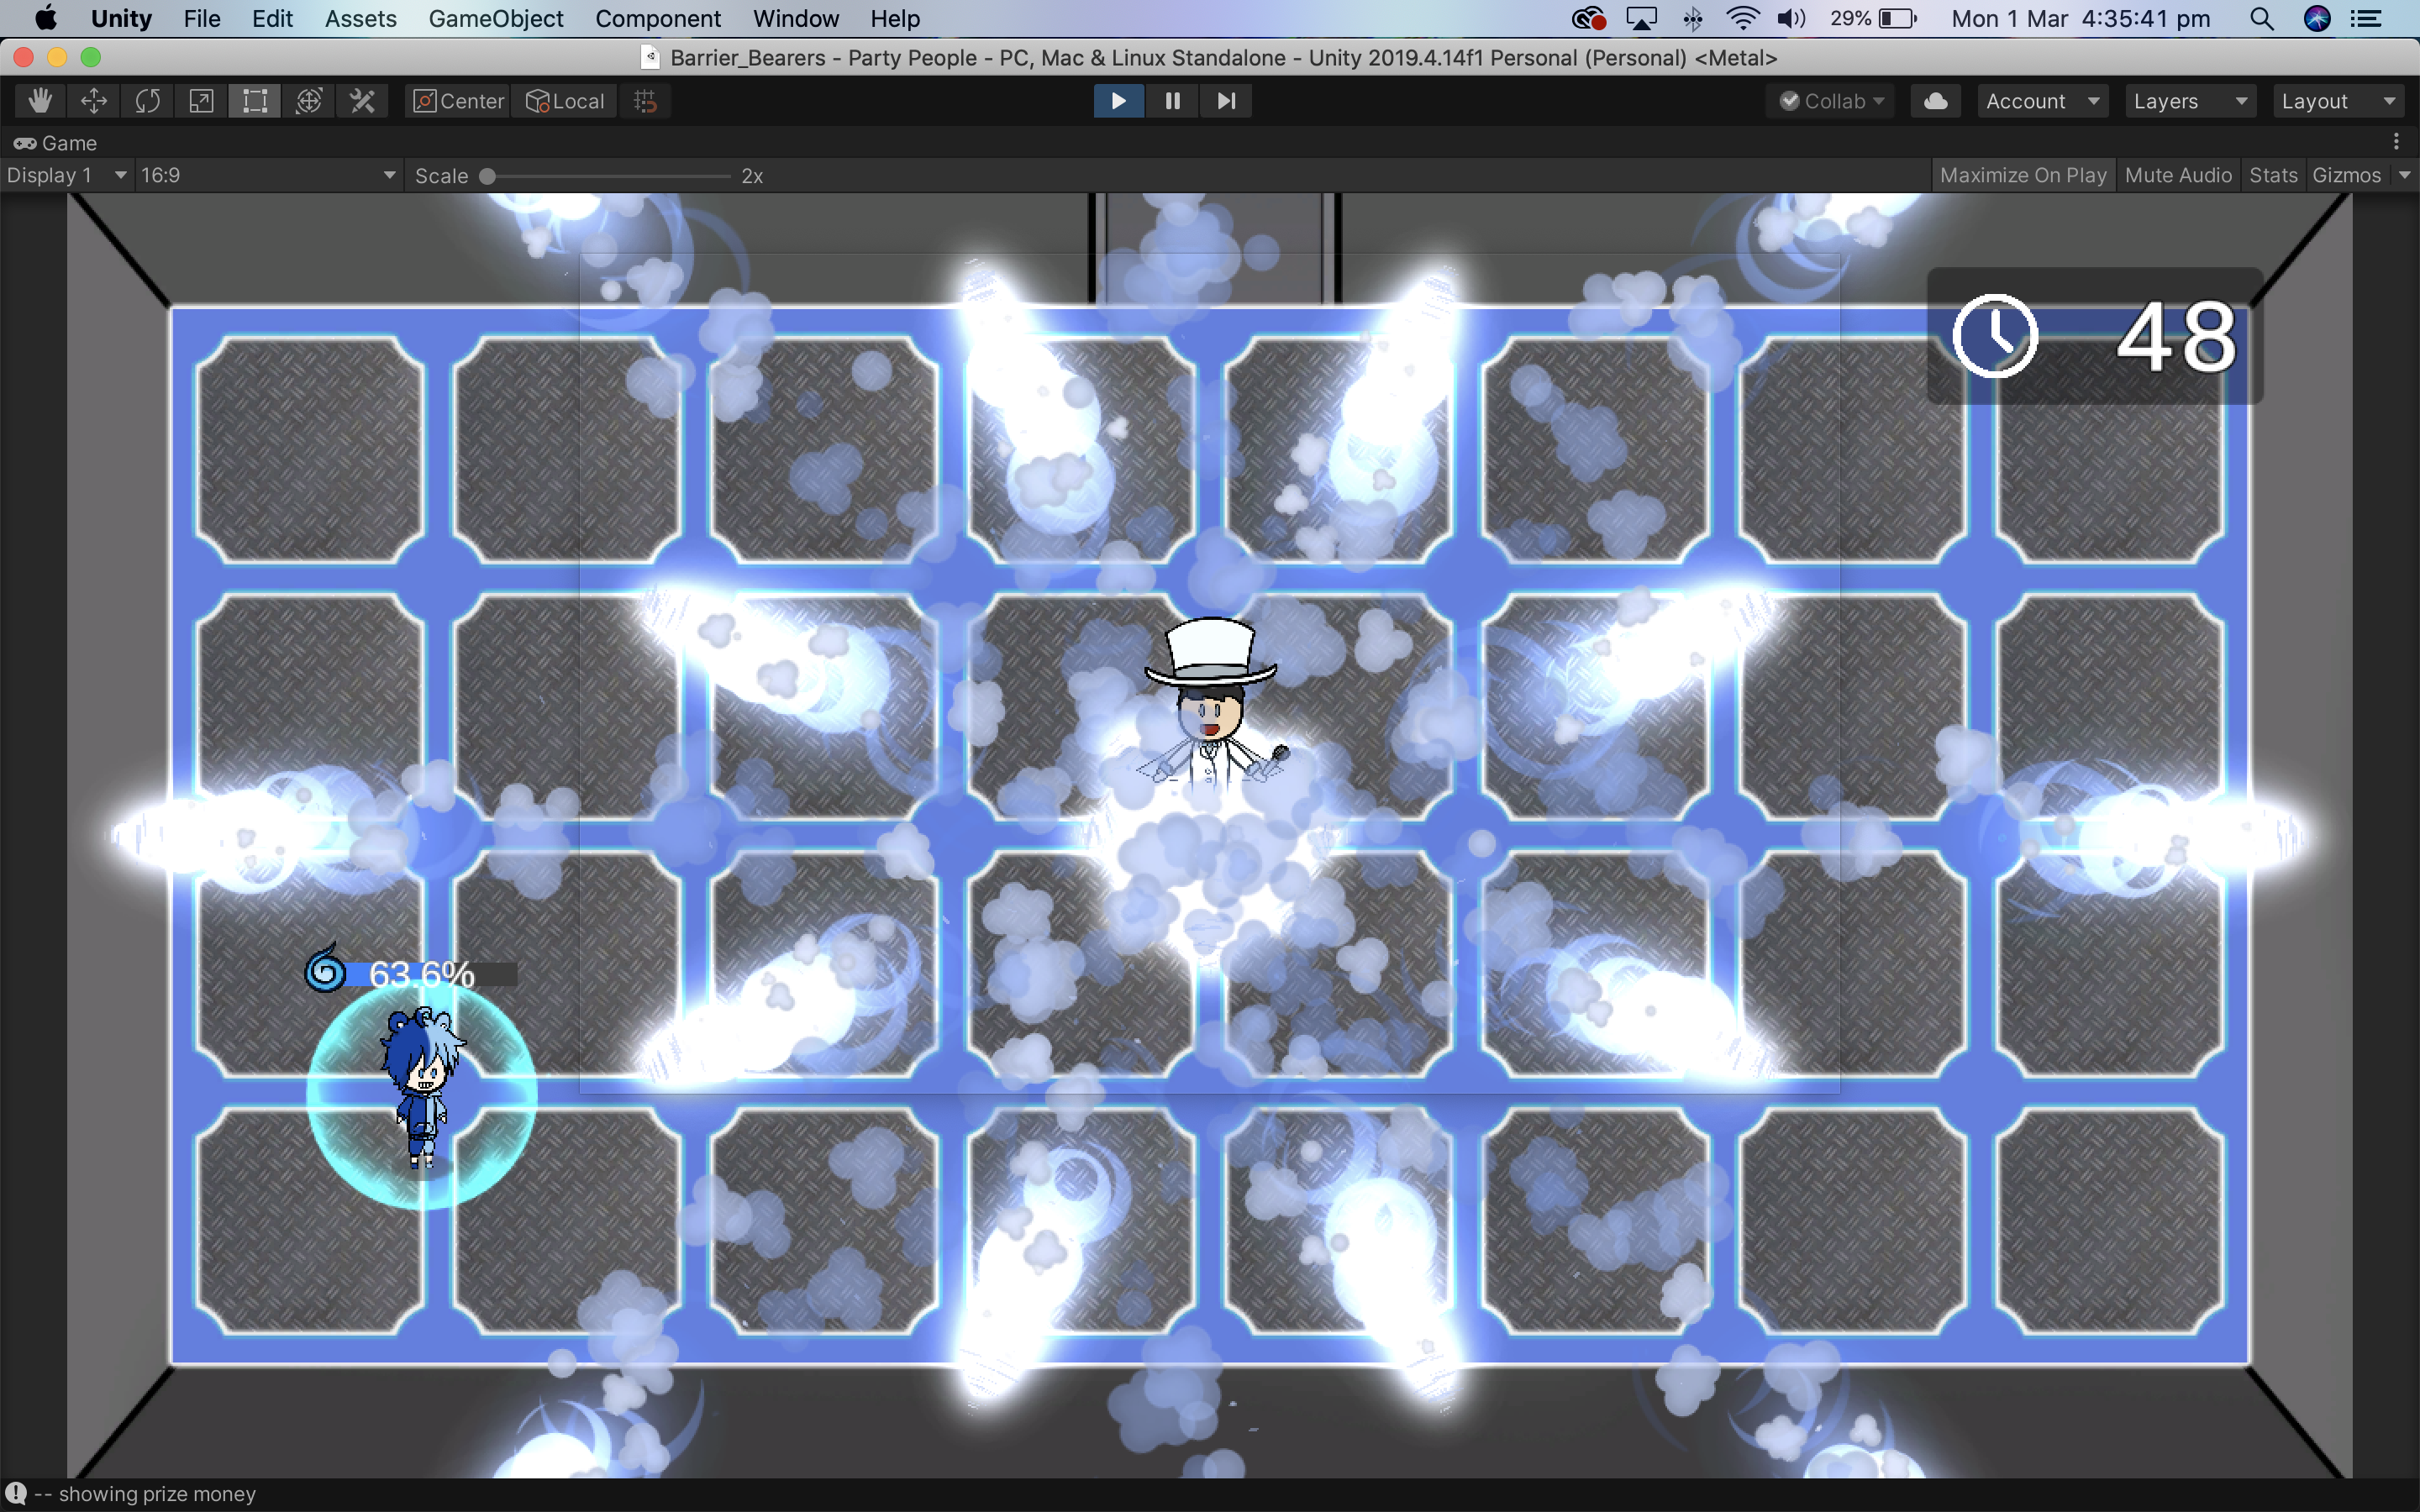 Unity File Edit Assets GameObject Component Window Help 29% Mon 1 Mar 4:35:41 pm
Barrier_Bearers - Party People - PC, Mac & Linux Standalone - Unity 2019.4.14f1 Personal (Personal) <Metal>
Center Local Collab Account Layers Layout
Game
Display 1 16:9 Scale 2x Maximize On Play Mute Audio Stats Gizmos
48
63.6%
-- showing prize money